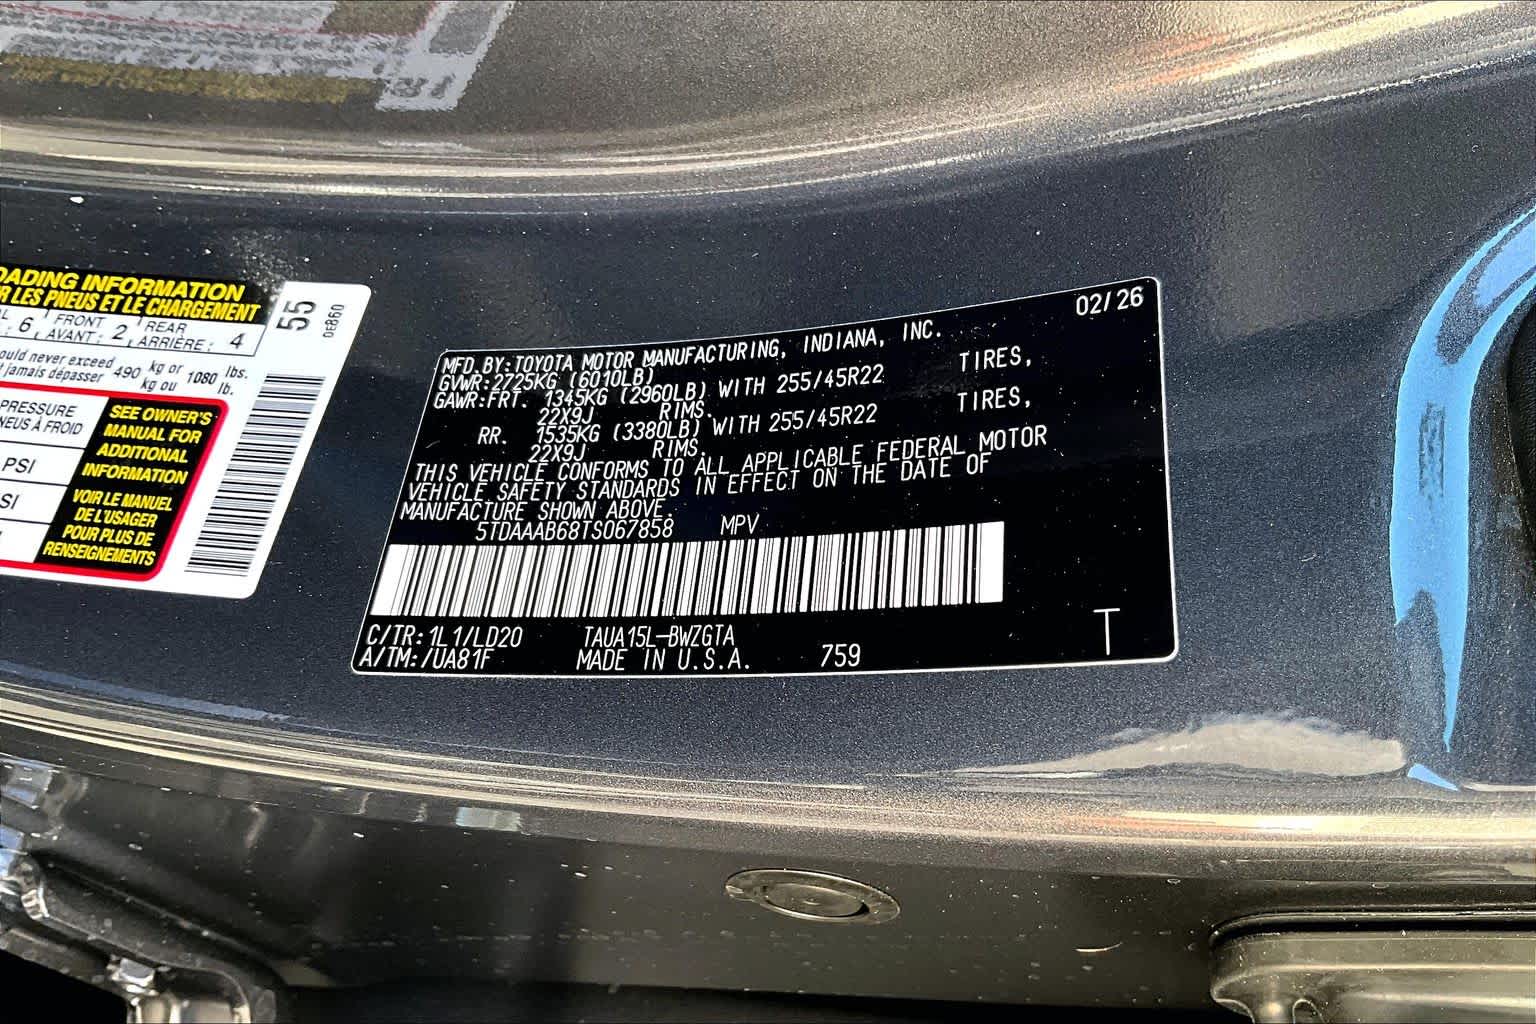 OADING INFORMATION
R LES PNEUS ET LE CHARGEMENT
L : 6 FRONT AVANT : 2 REAR ARRIÈRE : 4
ould never exceed 490 kg or 1080 lbs.
jamais dépasser kg ou lb.
PRESSURE
NEUS À FROID
PSI
SI
SEE OWNER'S
MANUAL FOR
ADDITIONAL
INFORMATION
VOIR LE MANUEL
DE L'USAGER
POUR PLUS DE
RENSEIGNEMENTS
55
0E860
02/26
MFD. BY: TOYOTA MOTOR MANUFACTURING, INDIANA, INC.
GVWR: 2725KG (6010LB)
GAWR: FRT. 1345KG (2960LB) WITH 255/45R22 TIRES,
22X9J RIMS.
RR. 1535KG (3380LB) WITH 255/45R22 TIRES,
22X9J RIMS.
THIS VEHICLE CONFORMS TO ALL APPLICABLE FEDERAL MOTOR
VEHICLE SAFETY STANDARDS IN EFFECT ON THE DATE OF
MANUFACTURE SHOWN ABOVE.
5TDAAAB68TS067858 MPV
C/TR: 1L1/LD20 TAUA15L-BWZGTA
A/TM: /UA81F MADE IN U.S.A. 759
T